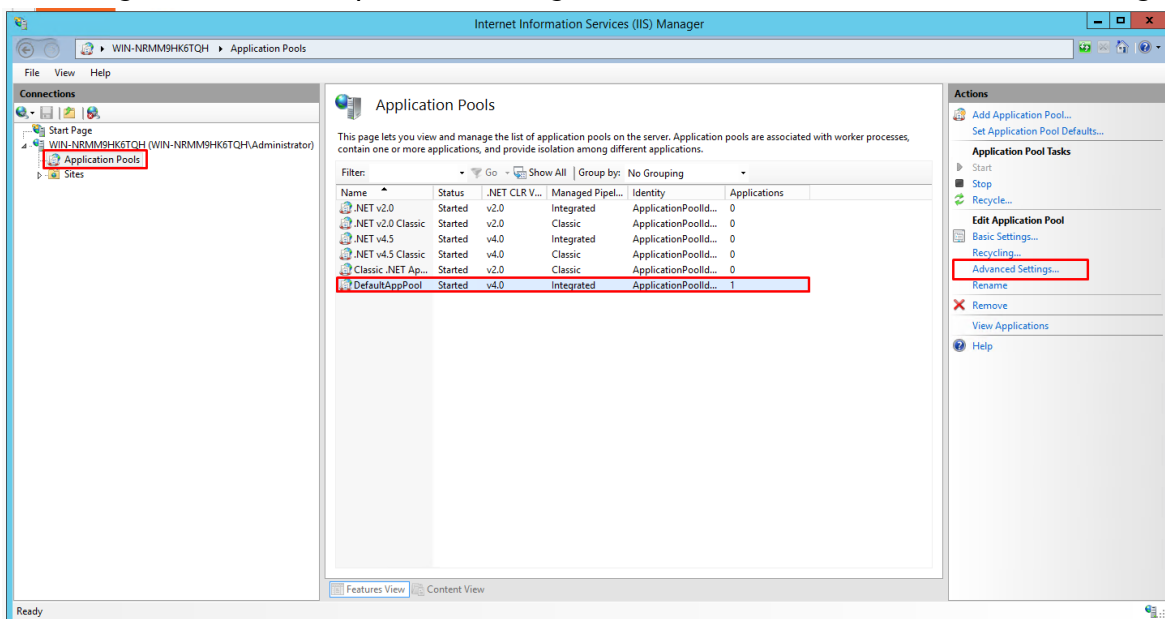 Internet Information Services (IIS) Manager
WIN-NRMM9HK6TQH ▸ Application Pools
File View Help
Connections
Start Page
WIN-NRMM9HK6TQH (WIN-NRMM9HK6TQH\Administrator)
Application Pools
Sites
Application Pools
This page lets you view and manage the list of application pools on the server. Application pools are associated with worker processes,
contain one or more applications, and provide isolation among different applications.
Filter: Go Show All Group by: No Grouping
Name Status .NET CLR V... Managed Pipel... Identity Applications
.NET v2.0 Started v2.0 Integrated ApplicationPoolId... 0
.NET v2.0 Classic Started v2.0 Classic ApplicationPoolId... 0
.NET v4.5 Started v4.0 Integrated ApplicationPoolId... 0
.NET v4.5 Classic Started v4.0 Classic ApplicationPoolId... 0
Classic .NET Ap... Started v2.0 Classic ApplicationPoolId... 0
DefaultAppPool Started v4.0 Integrated ApplicationPoolId... 1
Features View Content View
Actions
Add Application Pool...
Set Application Pool Defaults...
Application Pool Tasks
Start
Stop
Recycle...
Edit Application Pool
Basic Settings...
Recycling...
Advanced Settings...
Rename
Remove
View Applications
Help
Ready